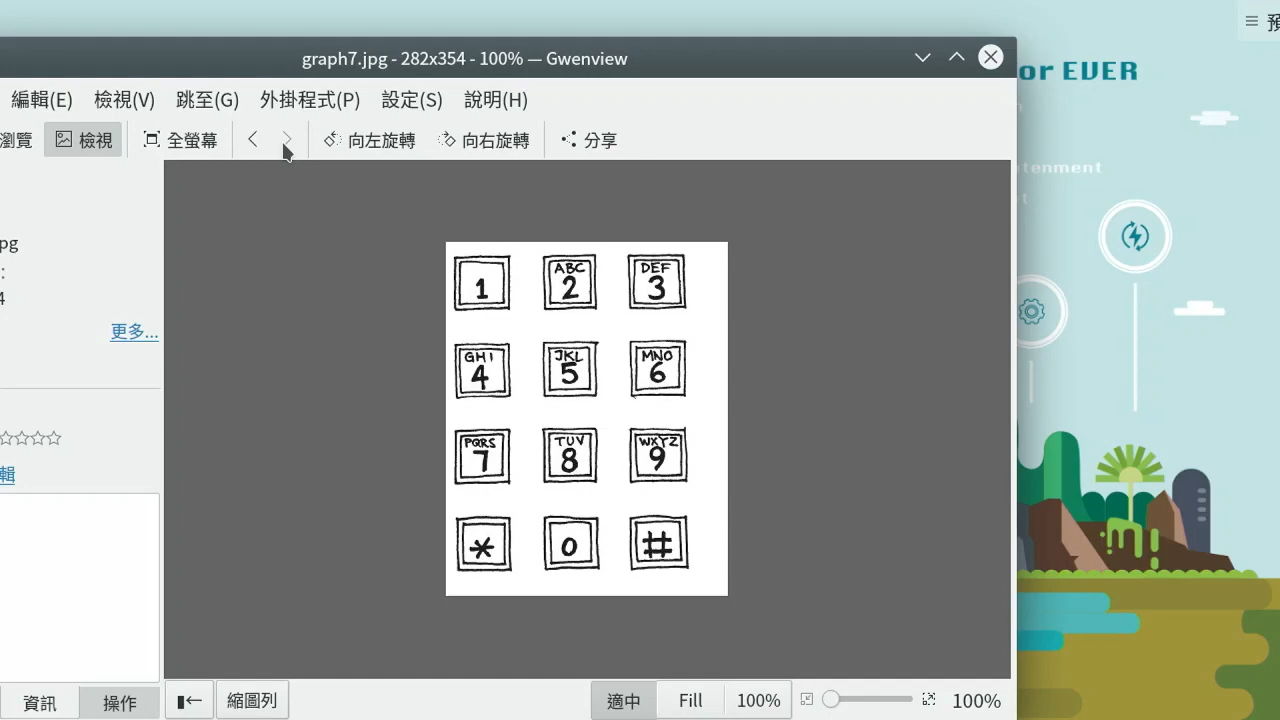 預
graph7.jpg - 282x354 - 100% — Gwenview
or EVER
編輯(E) 檢視(V) 跳至(G) 外掛程式(P) 設定(S) 說明(H)
瀏覽 檢視 全螢幕 向左旋轉 向右旋轉 分享
tenment
t
pg
:
4
更多...
輯
1 ABC 2 DEF 3
GHI 4 JKL 5 MNO 6
PQRS 7 TUV 8 WXYZ 9
* 0 #
資訊 操作 縮圖列 適中 Fill 100% 100%